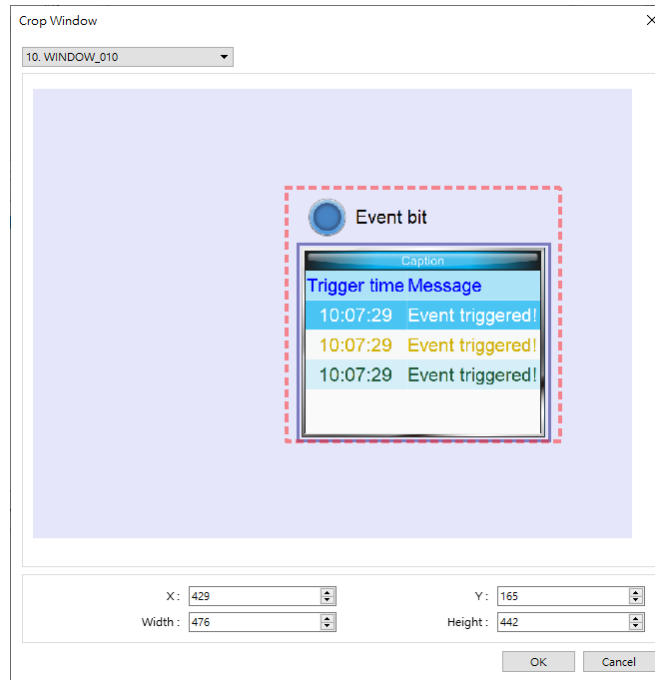 Crop Window
10. WINDOW_010
Event bit
Caption
Trigger time Message
10:07:29 Event triggered!
10:07:29 Event triggered!
10:07:29 Event triggered!
X : 429 Y : 165
Width : 476 Height : 442
OK Cancel